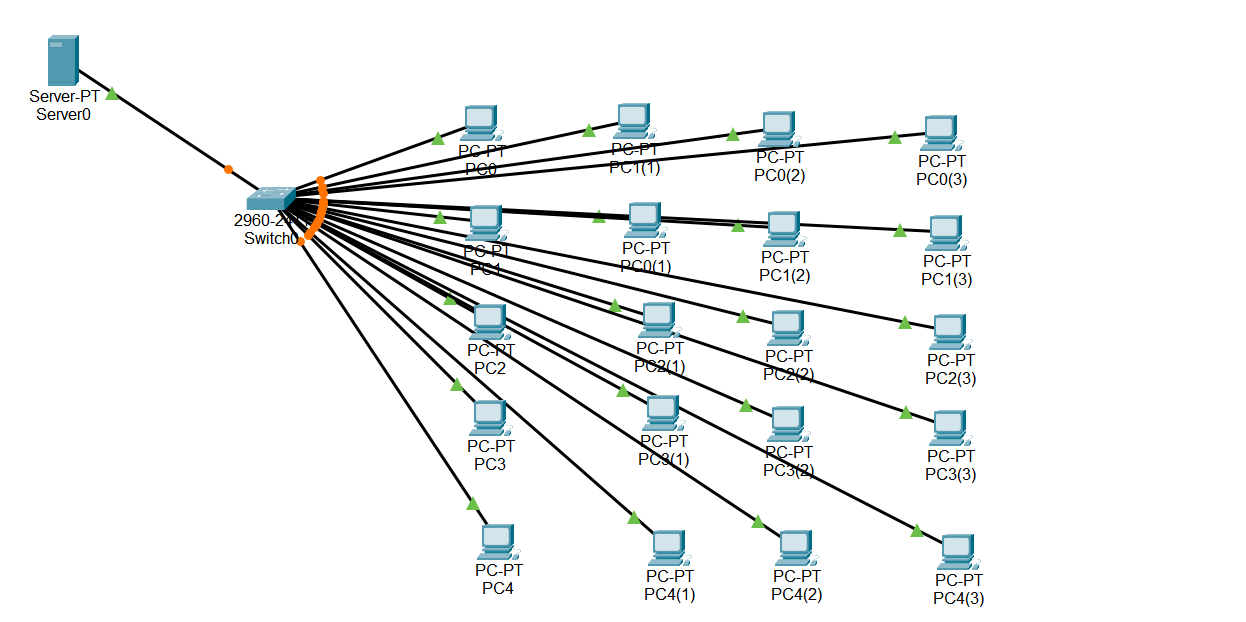 Server-PT
Server0
2960-24
Switch0
PC-PT
PC0
PC-PT
PC1(1)
PC-PT
PC0(2)
PC-PT
PC0(3)
PC-PT
PC1
PC-PT
PC0(1)
PC-PT
PC1(2)
PC-PT
PC1(3)
PC-PT
PC2
PC-PT
PC2(1)
PC-PT
PC2(2)
PC-PT
PC2(3)
PC-PT
PC3
PC-PT
PC3(1)
PC-PT
PC3(2)
PC-PT
PC3(3)
PC-PT
PC4
PC-PT
PC4(1)
PC-PT
PC4(2)
PC-PT
PC4(3)